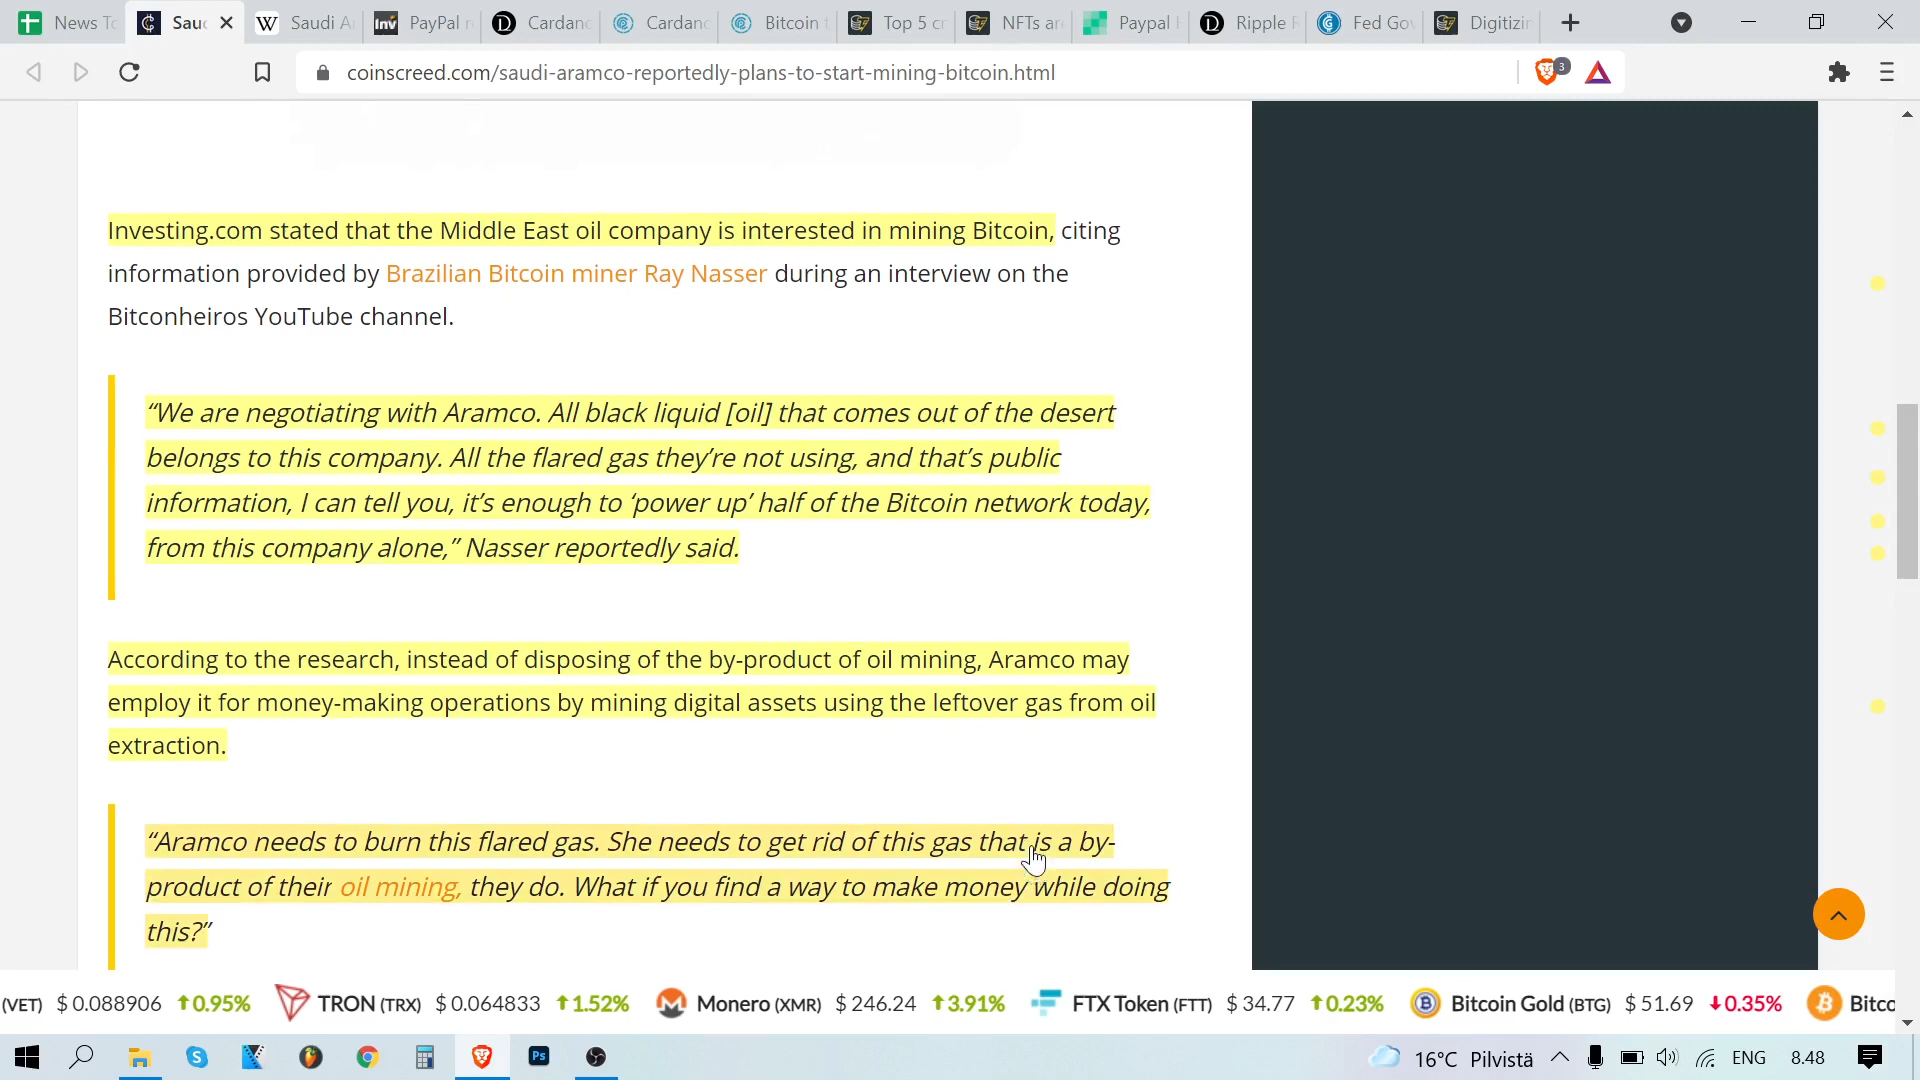 News To
Sauc
Saudi A
PayPal r
Cardanc
Cardanc
Bitcoin t
Top 5 cr
NFTs are
Paypal H
Ripple R
Fed Gov
Digitizin
coinscreed.com/saudi-aramco-reportedly-plans-to-start-mining-bitcoin.html
3
Investing.com stated that the Middle East oil company is interested in mining Bitcoin, citing
information provided by Brazilian Bitcoin miner Ray Nasser during an interview on the
Bitconheiros YouTube channel.
“We are negotiating with Aramco. All black liquid [oil] that comes out of the desert
belongs to this company. All the flared gas they’re not using, and that’s public
information, I can tell you, it’s enough to ‘power up’ half of the Bitcoin network today,
from this company alone,” Nasser reportedly said.
According to the research, instead of disposing of the by-product of oil mining, Aramco may
employ it for money-making operations by mining digital assets using the leftover gas from oil
extraction.
“Aramco needs to burn this flared gas. She needs to get rid of this gas that is a by-
product of their oil mining, they do. What if you find a way to make money while doing
this?”
(VET) $ 0.088906 0.95% TRON (TRX) $ 0.064833 1.52% Monero (XMR) $ 246.24 3.91% FTX Token (FTT) $ 34.77 0.23% Bitcoin Gold (BTG) $ 51.69 0.35% Bitco
Ps
16°C Pilvistä ENG 8.48